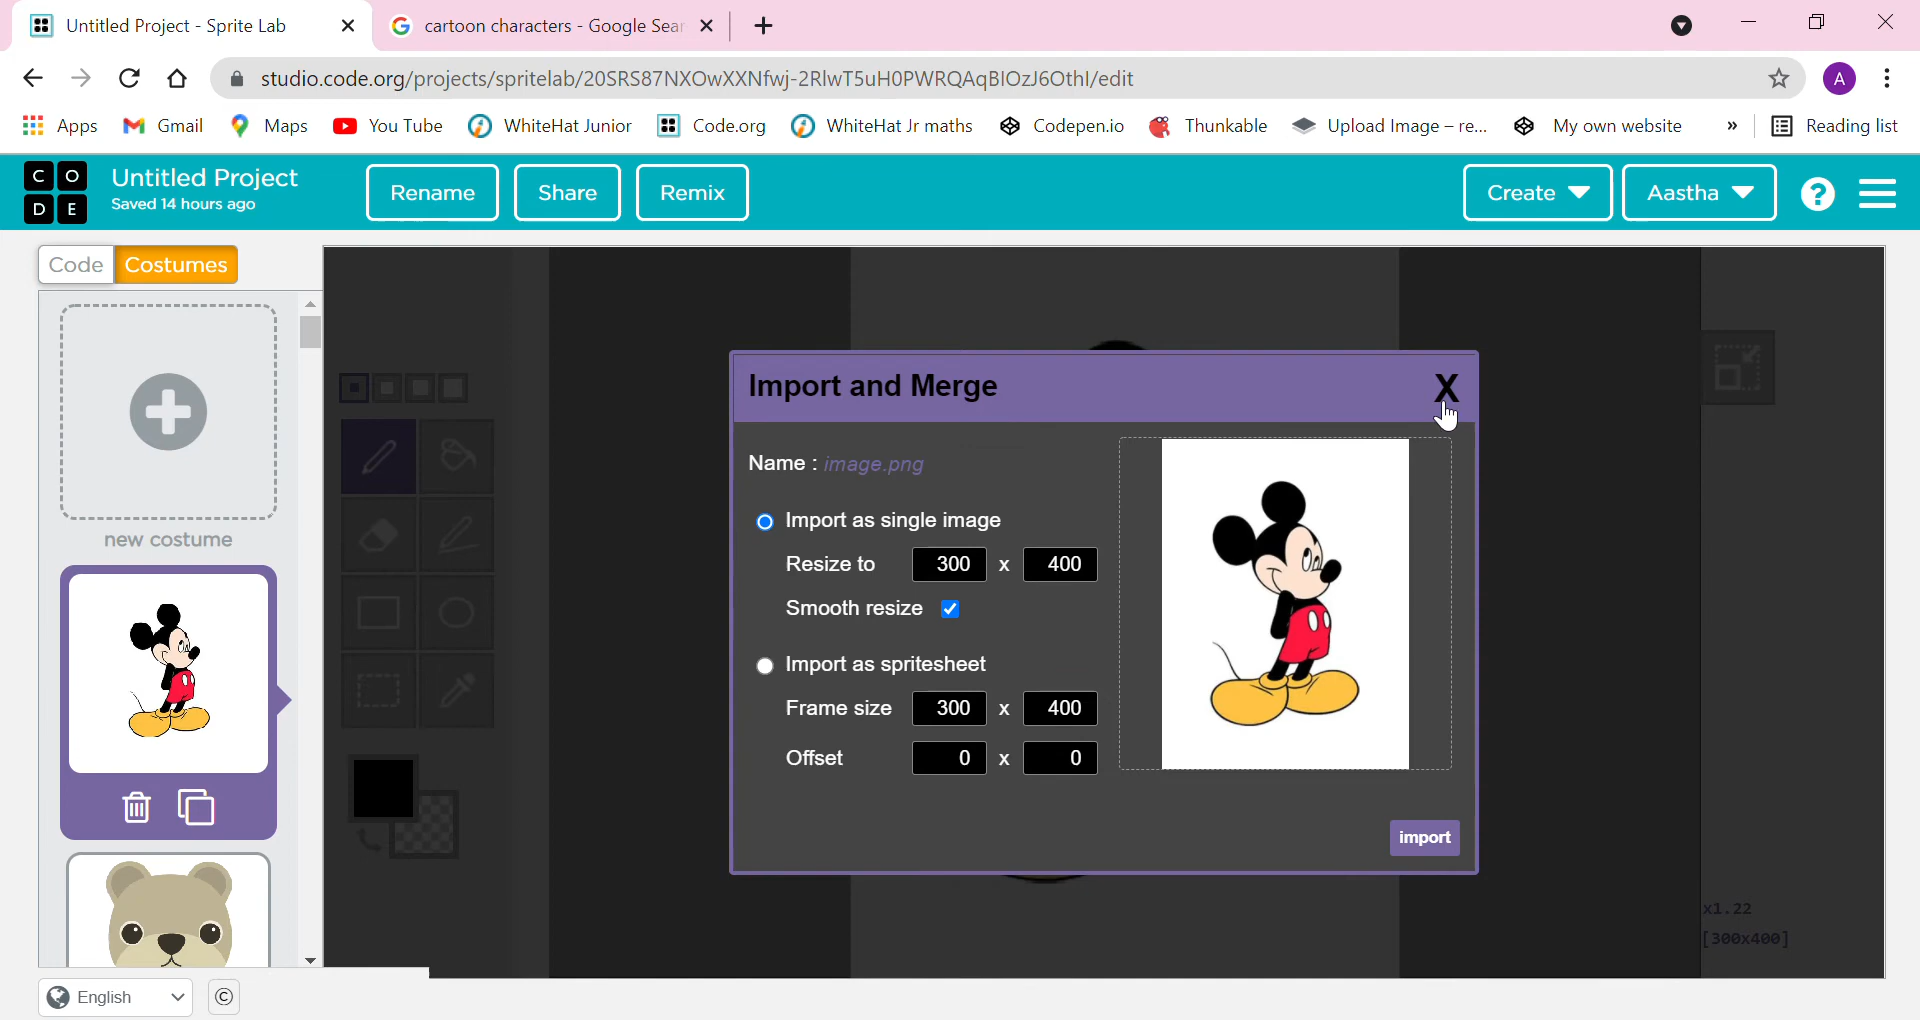 Untitled Project - Sprite Lab
cartoon characters - Google Sear
studio.code.org/projects/spritelab/20SRS87NXOwXXNfwj-2RlwT5uH0PWRQAqBIOzJ6OthI/edit
A
Apps
Gmail
Maps
You Tube
WhiteHat Junior
Code.org
WhiteHat Jr maths
Codepen.io
Thunkable
Upload Image – re...
My own website
»
Reading list
C O
D E
Untitled Project
Saved 14 hours ago
Rename
Share
Remix
Create
Aastha
?
Code
Costumes
new costume
Import and Merge
X
Name : image.png
Import as single image
Resize to 300 x 400
Smooth resize
Import as spritesheet
Frame size 300 x 400
Offset 0 x 0
import
x1.22
[300x400]
English
©